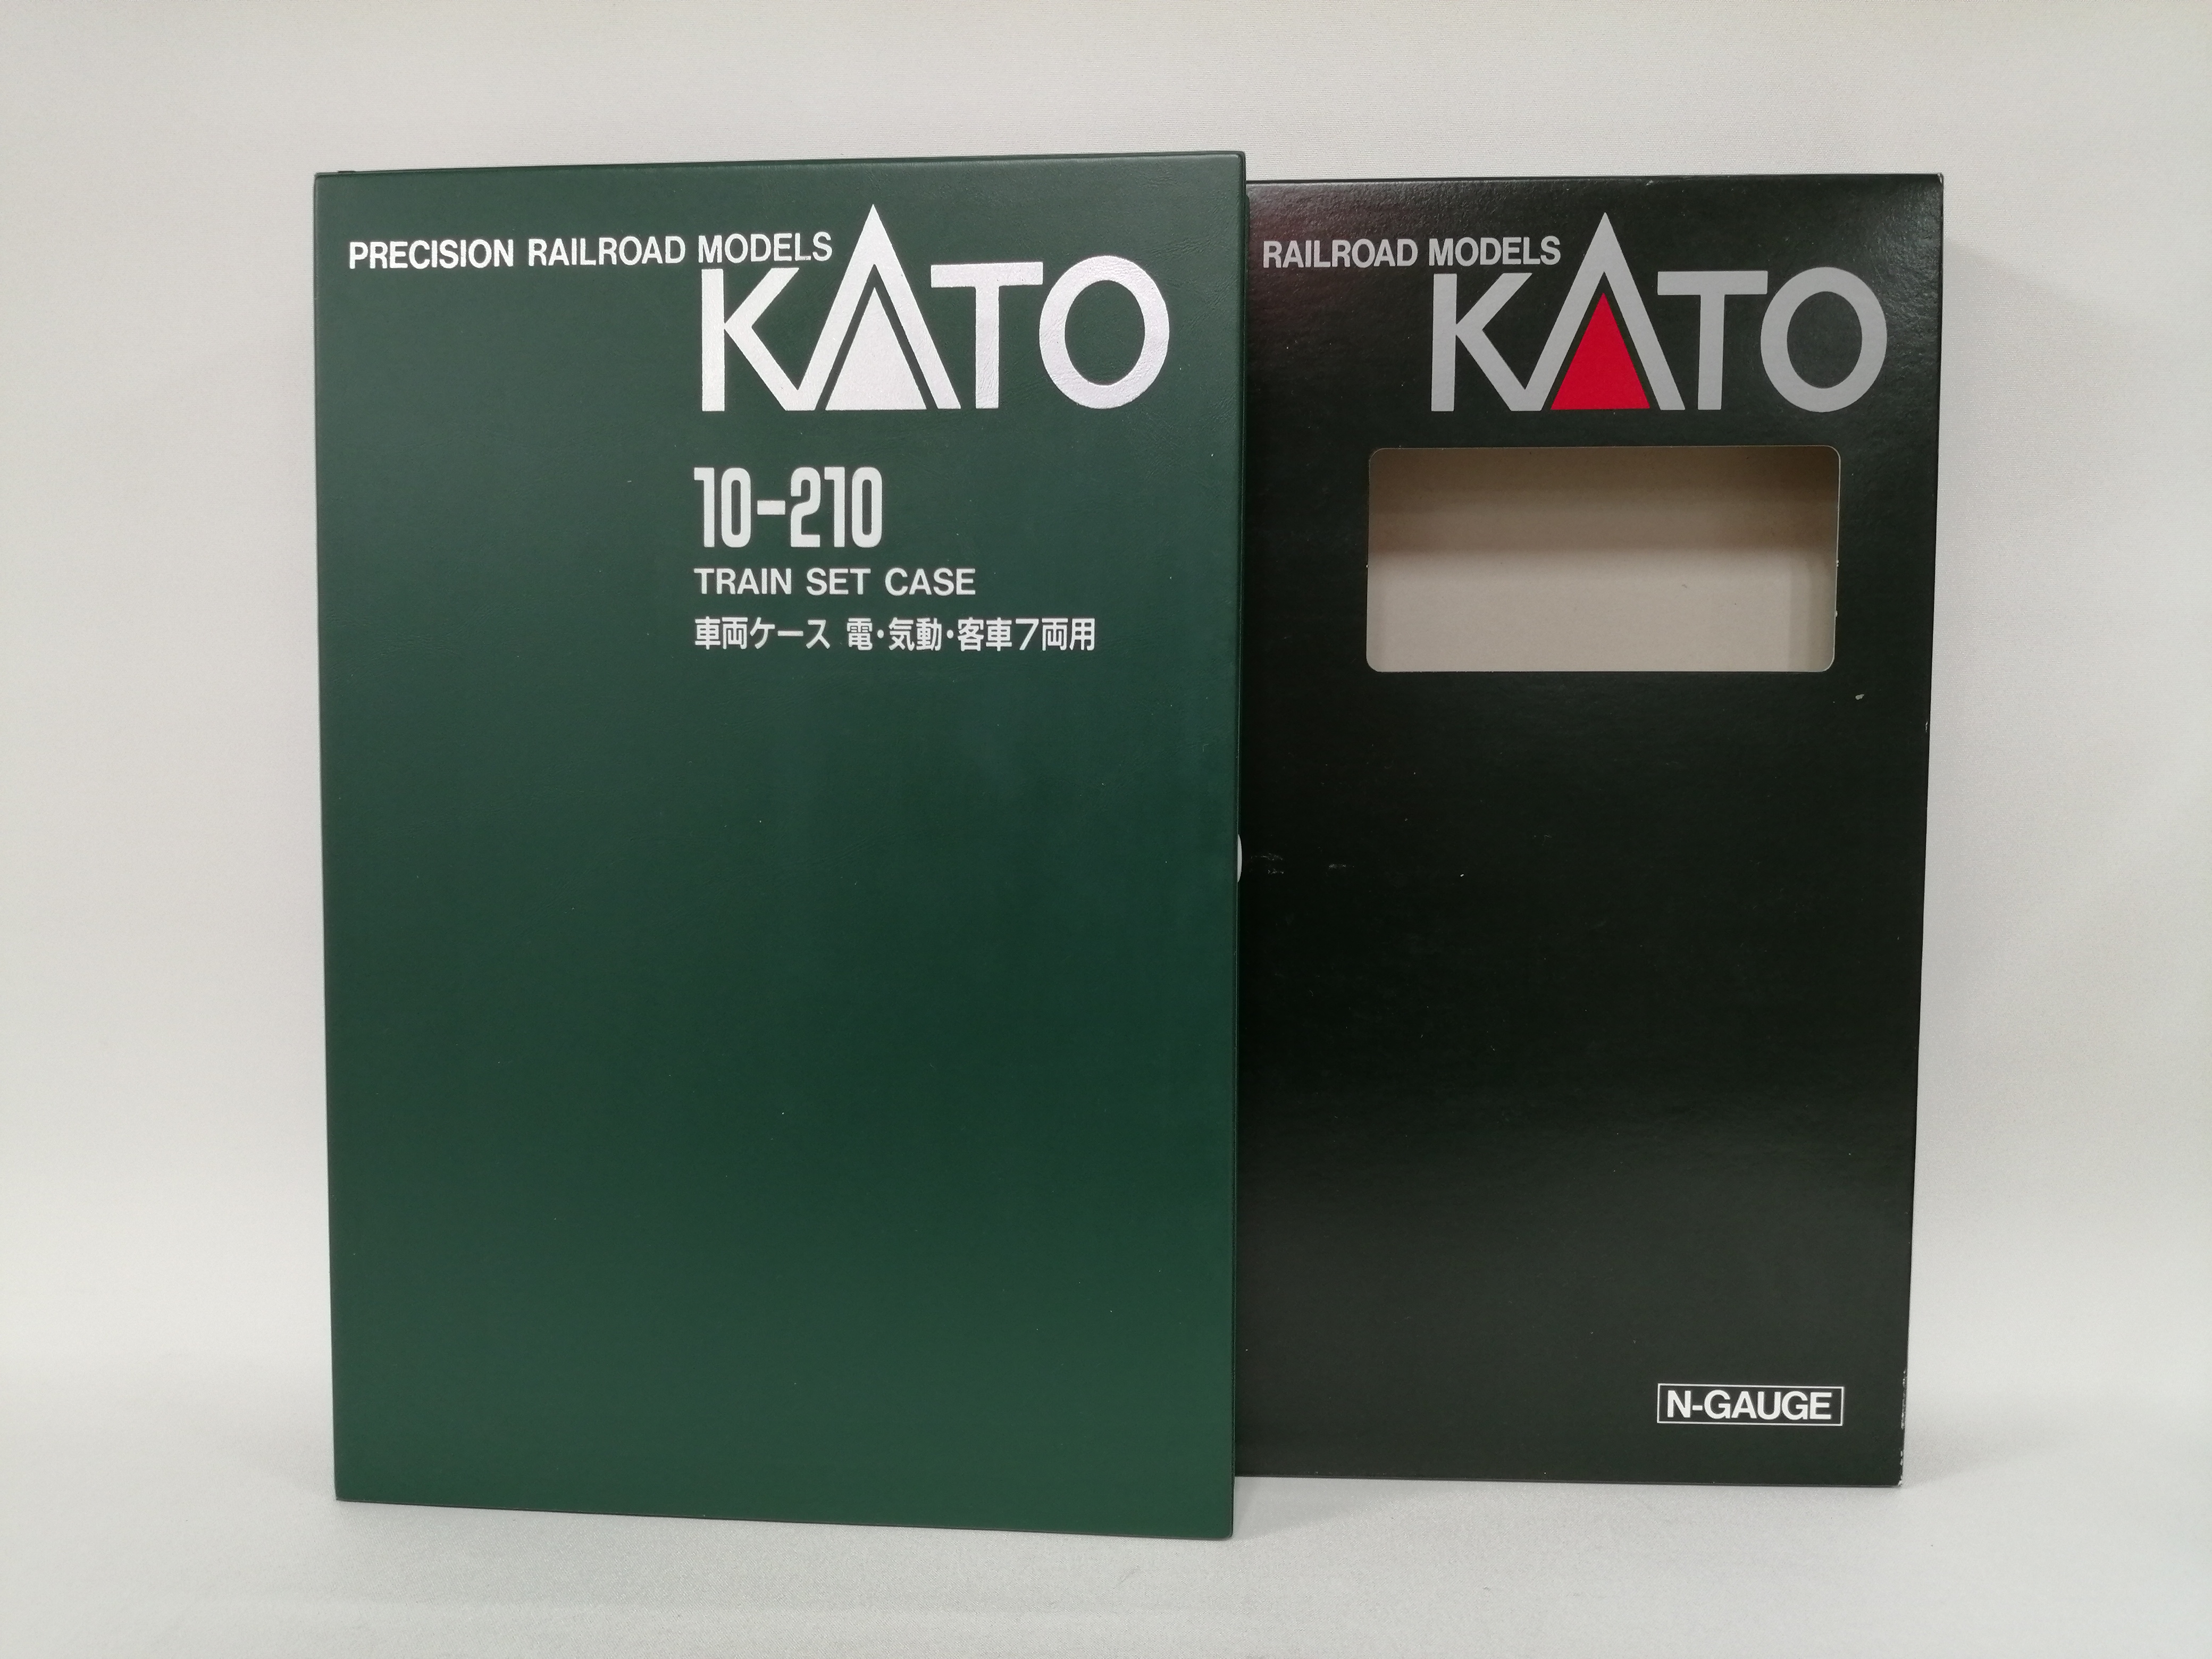 PRECISION RAILROAD MODELS
KATO
10-210
TRAIN SET CASE
車両ケース 電・気動・客車7両用
RAILROAD MODELS
KATO
N-GAUGE